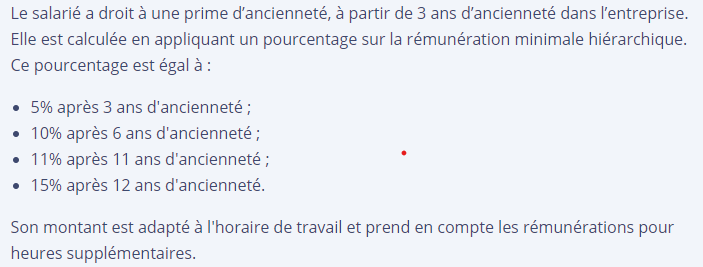 Le salarié a droit à une prime d’ancienneté, à partir de 3 ans d’ancienneté dans l’entreprise.
Elle est calculée en appliquant un pourcentage sur la rémunération minimale hiérarchique.
Ce pourcentage est égal à :
• 5% après 3 ans d'ancienneté ;
• 10% après 6 ans d'ancienneté ;
• 11% après 11 ans d'ancienneté ;
• 15% après 12 ans d'ancienneté.
Son montant est adapté à l'horaire de travail et prend en compte les rémunérations pour
heures supplémentaires.